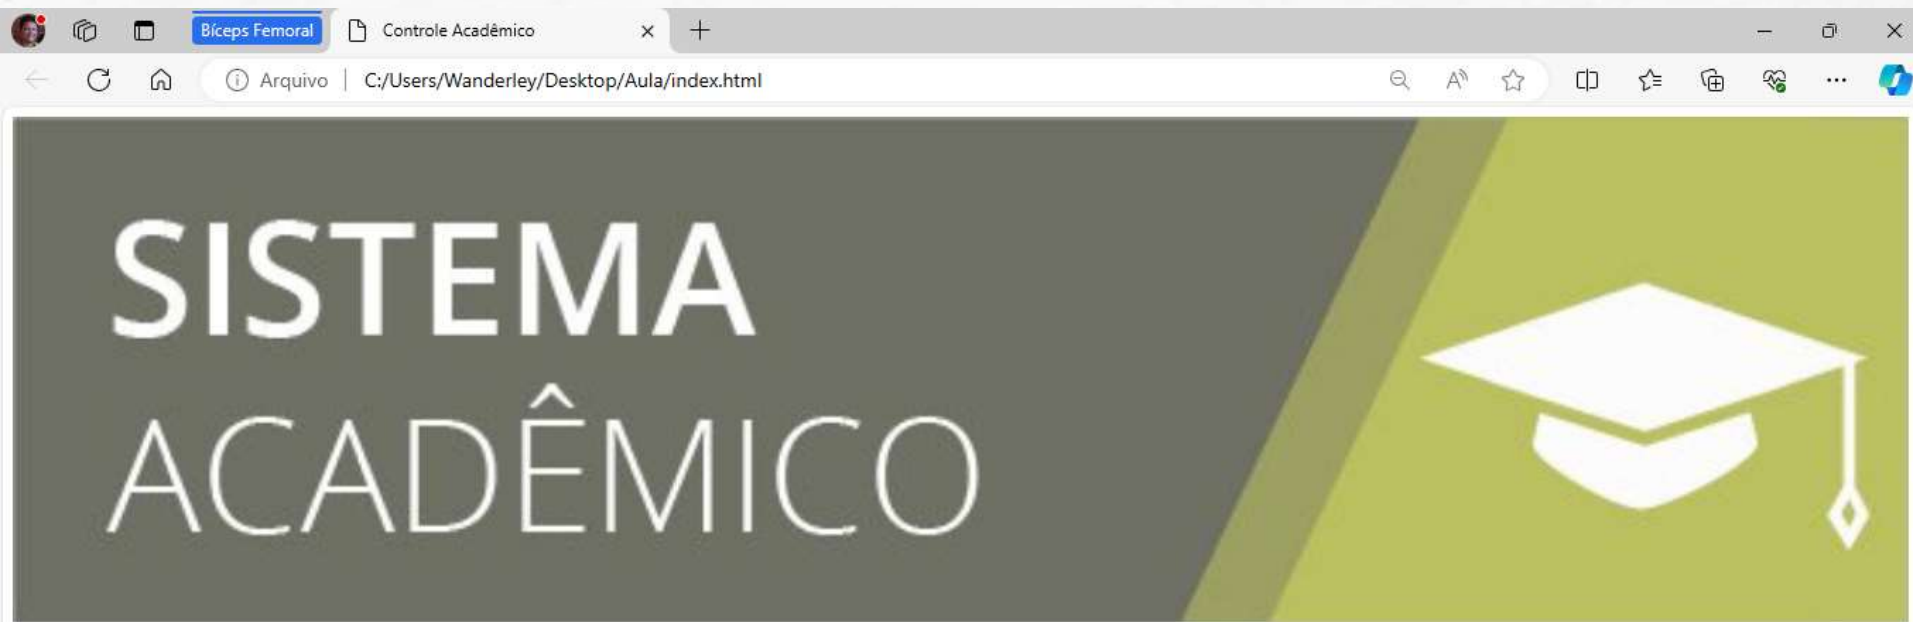 Bíceps Femoral
Controle Acadêmico
Arquivo
C:/Users/Wanderley/Desktop/Aula/index.html
SISTEMA
ACADÊMICO